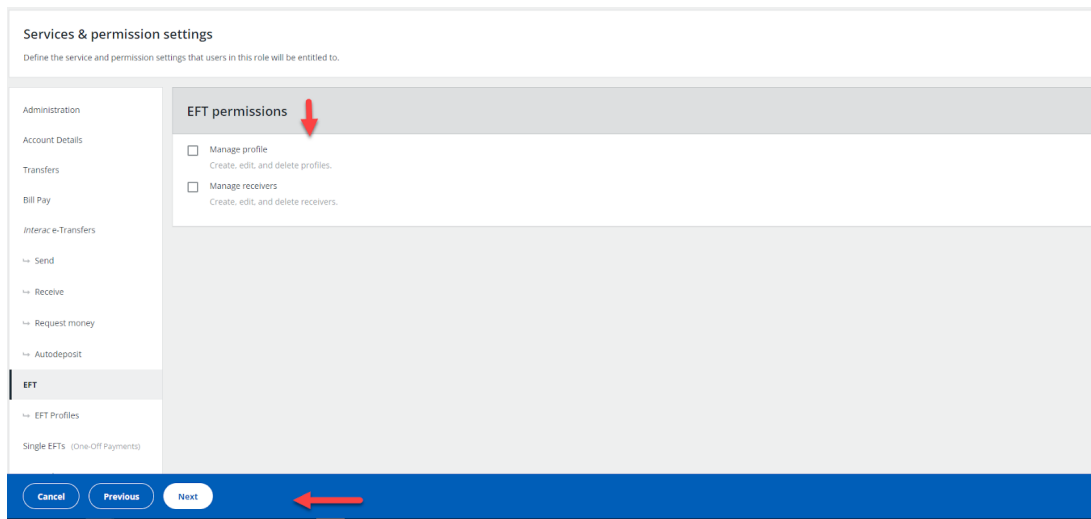 Services & permission settings
Define the service and permission settings that users in this role will be entitled to.
Administration
Account Details
Transfers
Bill Pay
Interac e-Transfers
↪ Send
↪ Receive
↪ Request money
↪ Autodeposit
EFT
↪ EFT Profiles
Single EFTs (One-Off Payments)
EFT permissions
Manage profile
Create, edit, and delete profiles.
Manage receivers
Create, edit, and delete receivers.
Cancel
Previous
Next